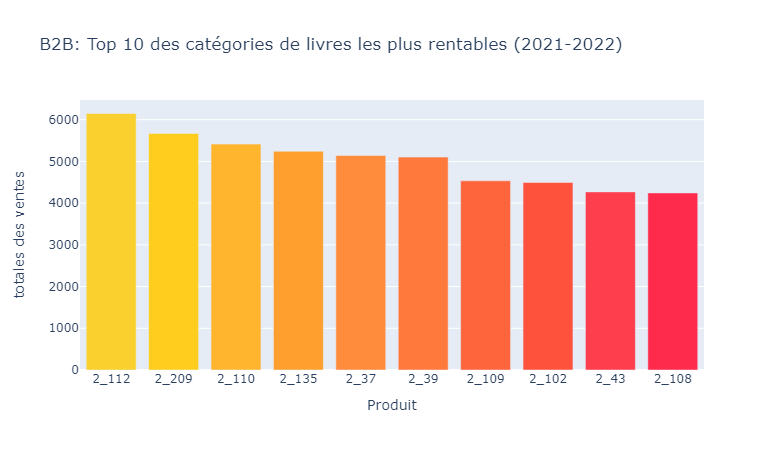 B2B: Top 10 des catégories de livres les plus rentables (2021-2022)
totales des ventes
6000
5000
4000
3000
2000
1000
0
2_112 2_209 2_110 2_135 2_37 2_39 2_109 2_102 2_43 2_108
Produit